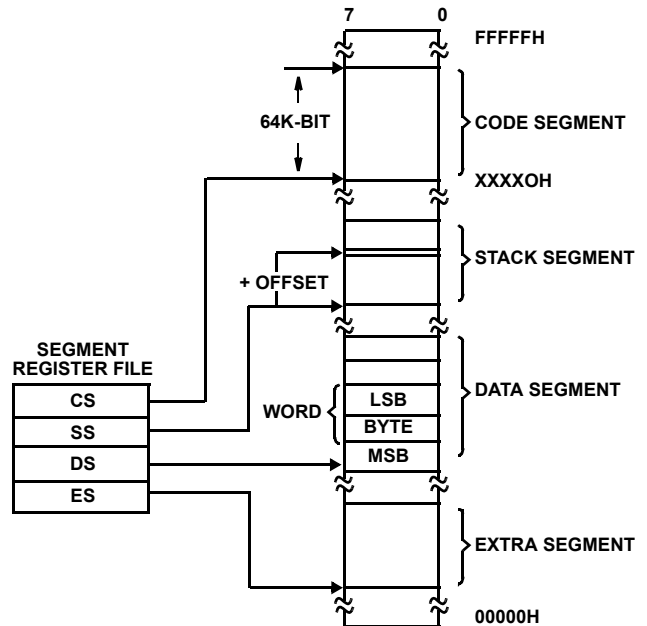 7 0
FFFFFH
64K-BIT
CODE SEGMENT
XXXXOH
STACK SEGMENT
+ OFFSET
SEGMENT
REGISTER FILE
CS
SS
DS
ES
WORD
LSB
BYTE
MSB
DATA SEGMENT
EXTRA SEGMENT
00000H